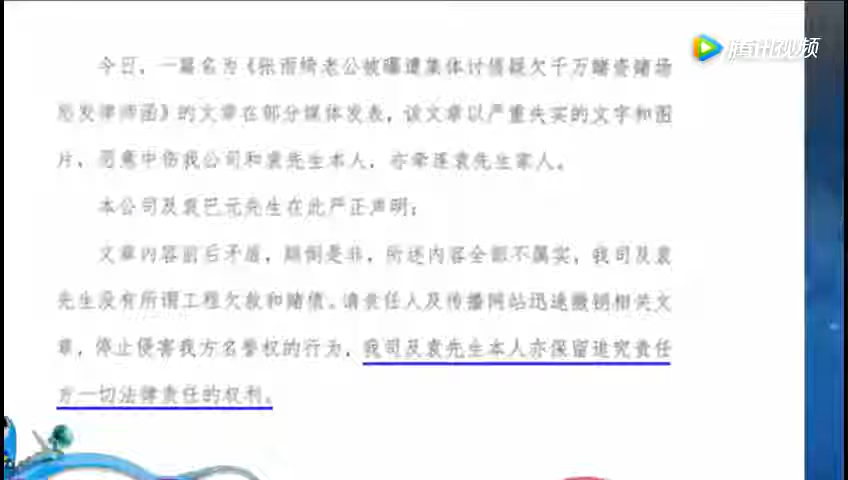 腾讯视频
今日，一篇名为《张雨绮老公被曝遭集体讨债疑欠千万赌资赌场
怒发律师函》的文章在部分媒体发表，该文章以严重失实的文字和图
片，恶意中伤我公司和袁先生本人，亦牵连袁先生家人。
本公司及袁巴元先生在此严正声明：
文章内容前后矛盾，颠倒是非，所述内容全部不属实，我司及袁
先生没有所谓工程欠款和赌债。请责任人及传播网站迅速撤销相关文
章，停止侵害我方名誉权的行为，我司及袁先生本人亦保留追究责任
方一切法律责任的权利。